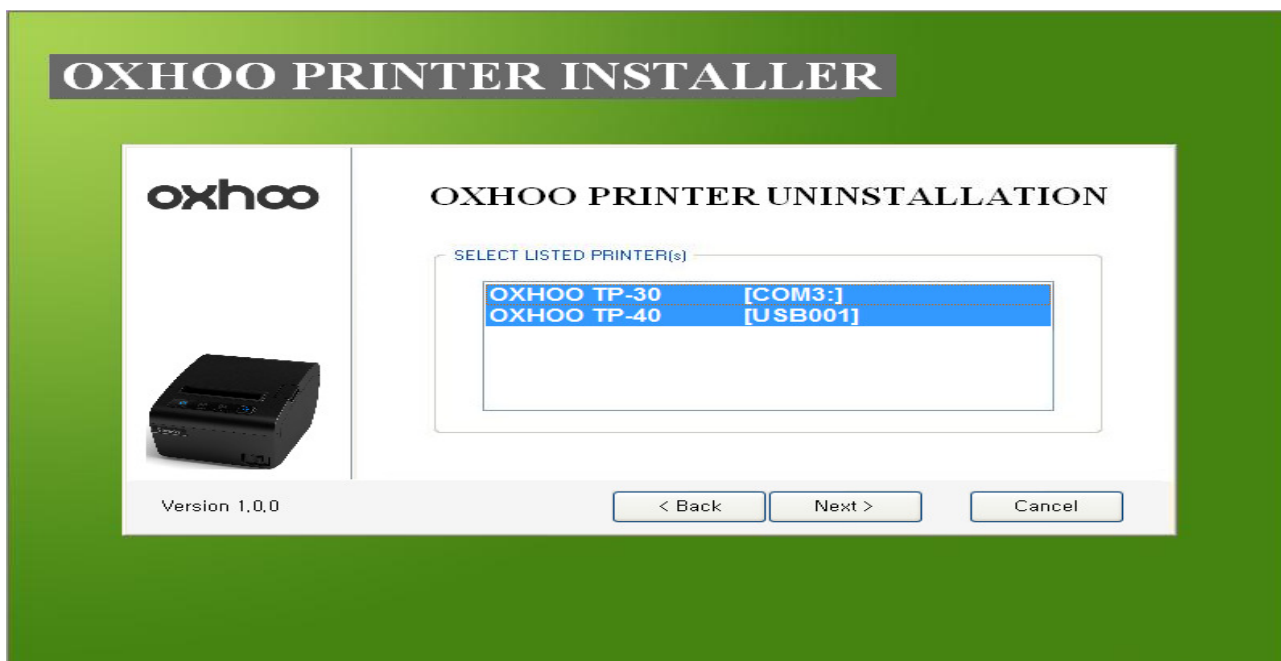 OXHOO PRINTER INSTALLER
oxhoo
OXHOO PRINTER UNINSTALLATION
SELECT LISTED PRINTER(s)
OXHOO TP-30 [COM3:]
OXHOO TP-40 [USB001]
Version 1,0,0
< Back
Next >
Cancel